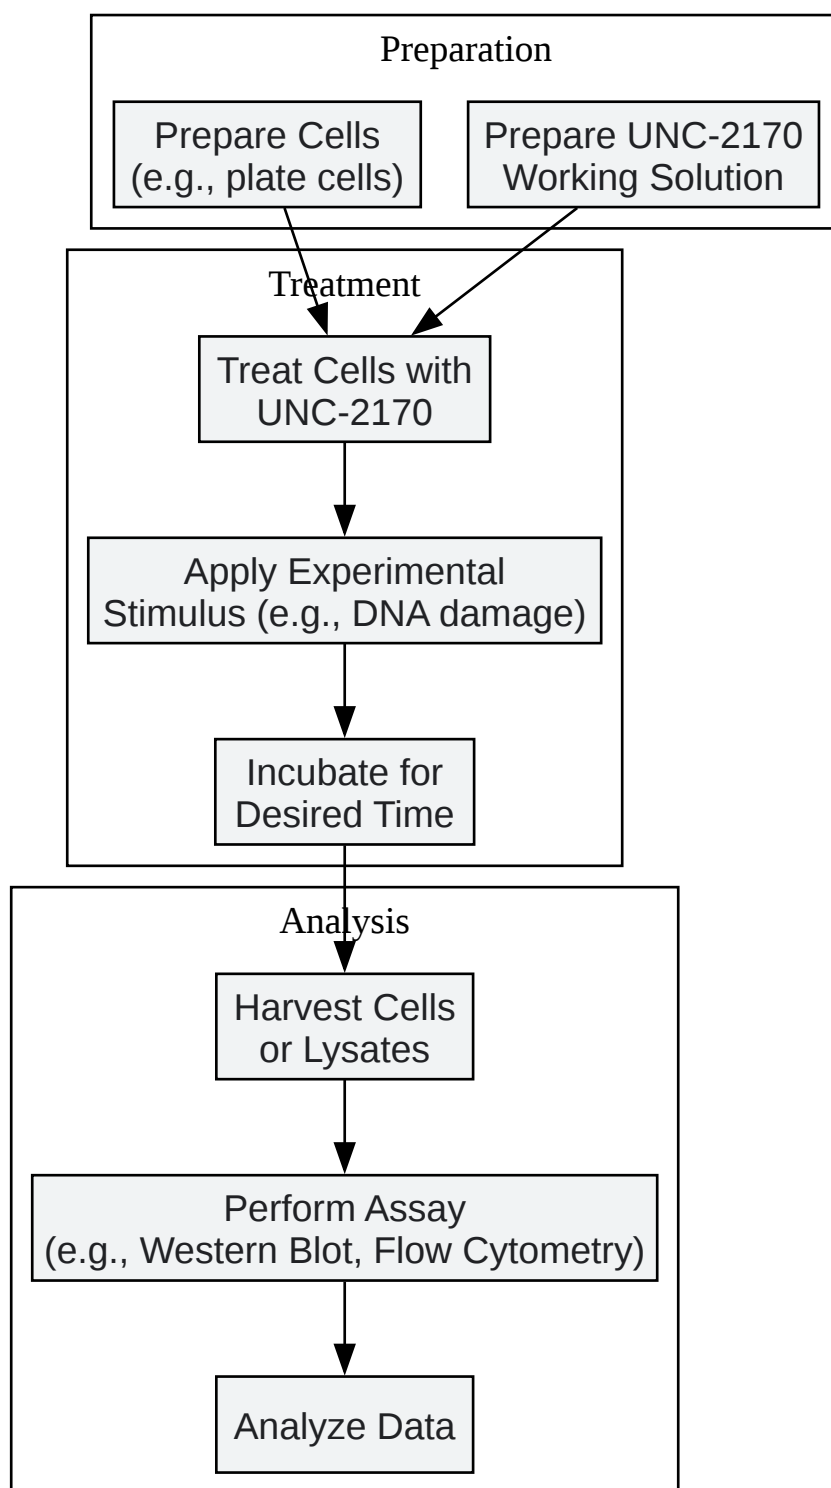 Preparation
Prepare Cells
(e.g., plate cells)
Prepare UNC-2170
Working Solution
Treatment
Treat Cells with
UNC-2170
Apply Experimental
Stimulus (e.g., DNA damage)
Incubate for
Desired Time
Analysis
Harvest Cells
or Lysates
Perform Assay
(e.g., Western Blot, Flow Cytometry)
Analyze Data